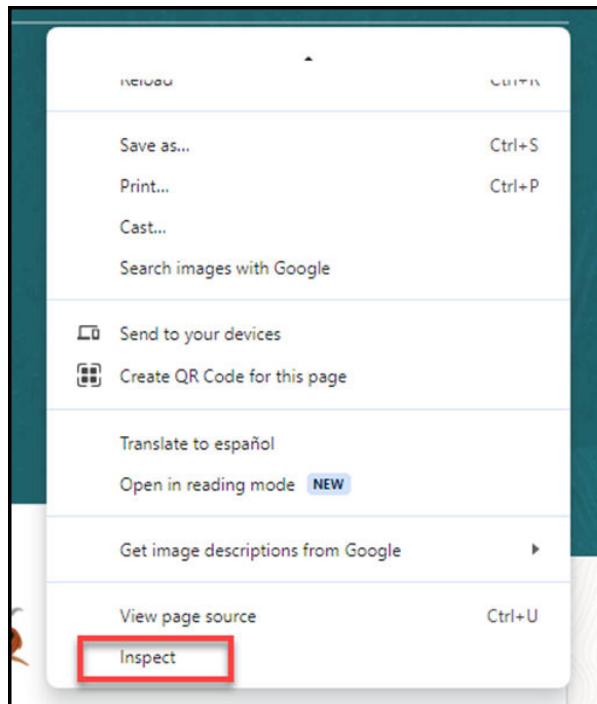 Reload Ctrl+R
Save as... Ctrl+S
Print... Ctrl+P
Cast...
Search images with Google
Send to your devices
Create QR Code for this page
Translate to español
Open in reading mode NEW
Get image descriptions from Google
View page source Ctrl+U
Inspect